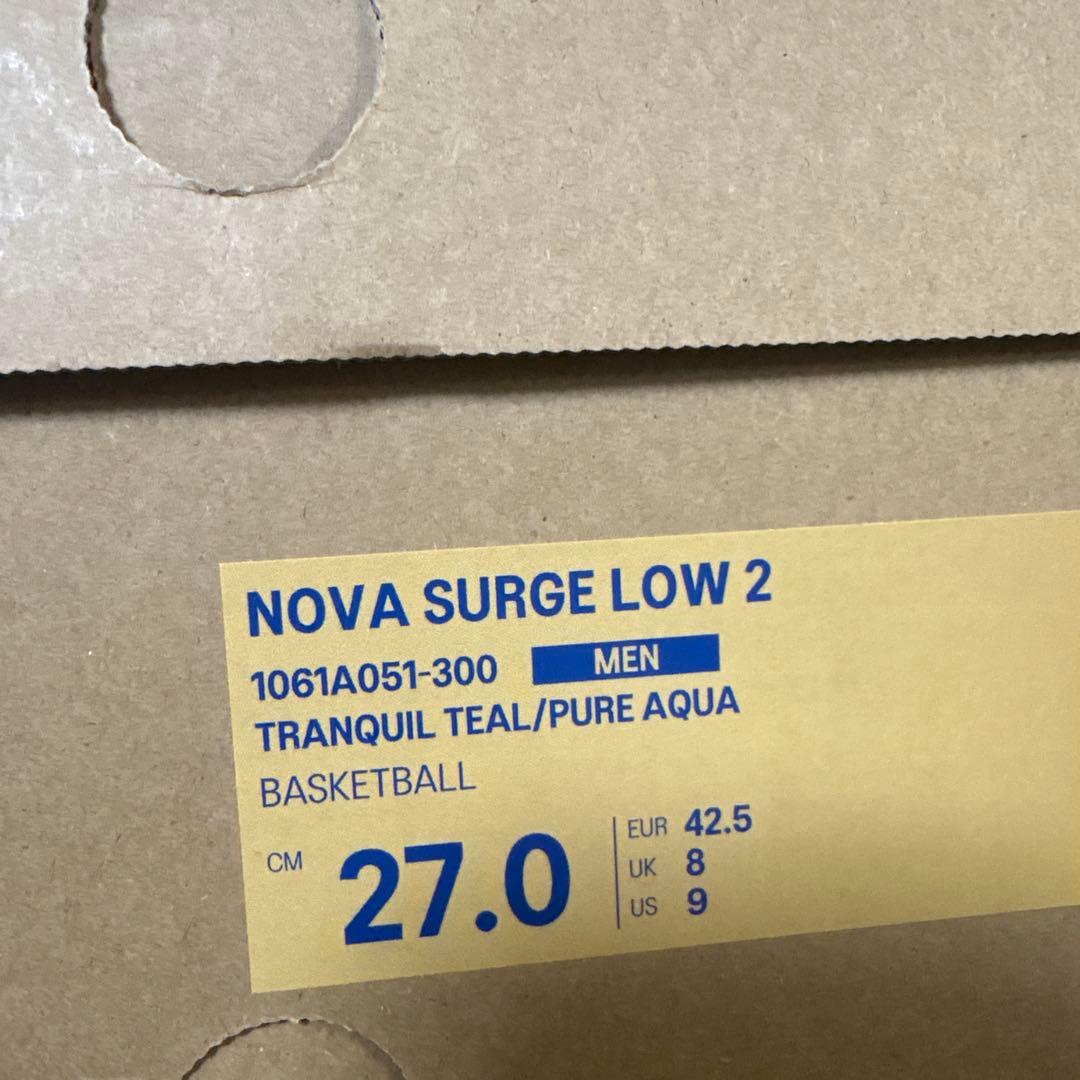 NOVA SURGE LOW 2
1061A051-300 MEN
TRANQUIL TEAL/PURE AQUA
BASKETBALL
CM 27.0
EUR 42.5
UK 8
US 9